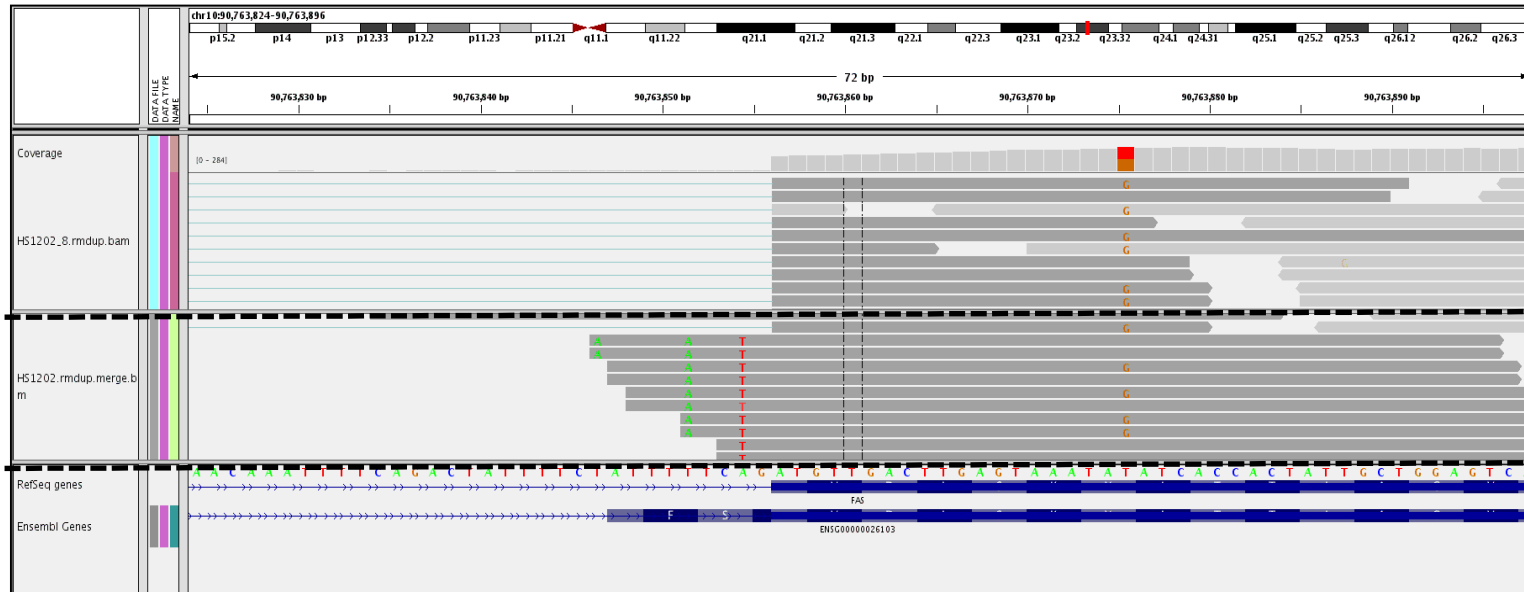 chr10:90,763,824-90,763,896
p15.2 p14 p13 p12.33 p12.2 p11.23 p11.21 q11.1 q11.22 q21.1 q21.2 q21.3 q22.1 q22.3 q23.1 q23.2 q23.32 q24.1 q24.31 q25.1 q25.2 q25.3 q26.12 q26.2 q26.3
DATA FILE
DATA TYPE
NAME
72 bp
90,763,830 bp 90,763,840 bp 90,763,850 bp 90,763,860 bp 90,763,870 bp 90,763,880 bp 90,763,890 bp
Coverage
[0 - 284]
G
G
G
G
G
G
G
HS1202_8.rmdup.bam
G
A A T
A A T
A T G
A T
A T G
A T
A T G
A T G
T
T
HS1202.rmdup.merge.b
m
A A C A A A T T T T C A G A C T A T T T T C T A T T T T T C A G A T G T T G A C T T G A G T A A A T A T A T C A C C A C T A T T G C T G G A G T C
RefSeq genes
FAS
Ensembl Genes
F S
ENSG00000026103